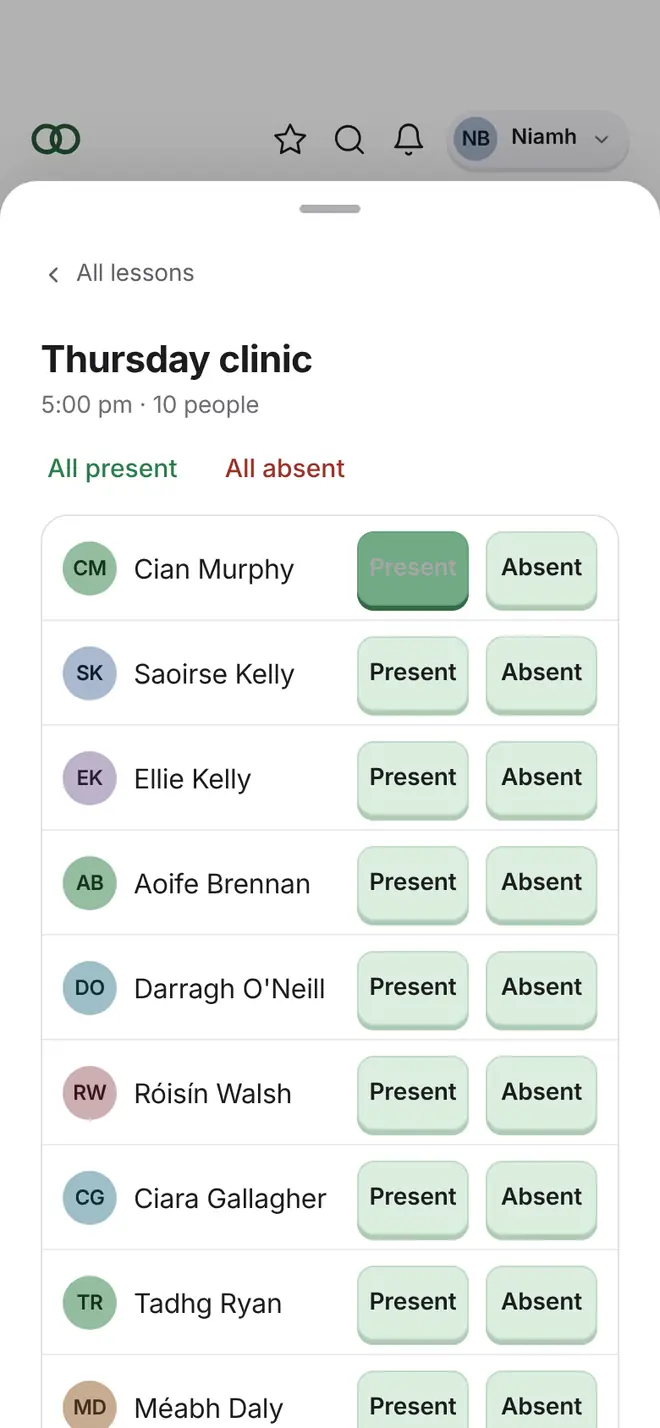 NB Niamh
All lessons
Thursday clinic
5:00 pm · 10 people
All present All absent
CM Cian Murphy Present Absent
SK Saoirse Kelly Present Absent
EK Ellie Kelly Present Absent
AB Aoife Brennan Present Absent
DO Darragh O'Neill Present Absent
RW Róisín Walsh Present Absent
CG Ciara Gallagher Present Absent
TR Tadhg Ryan Present Absent
MD Méabh Daly Present Absent